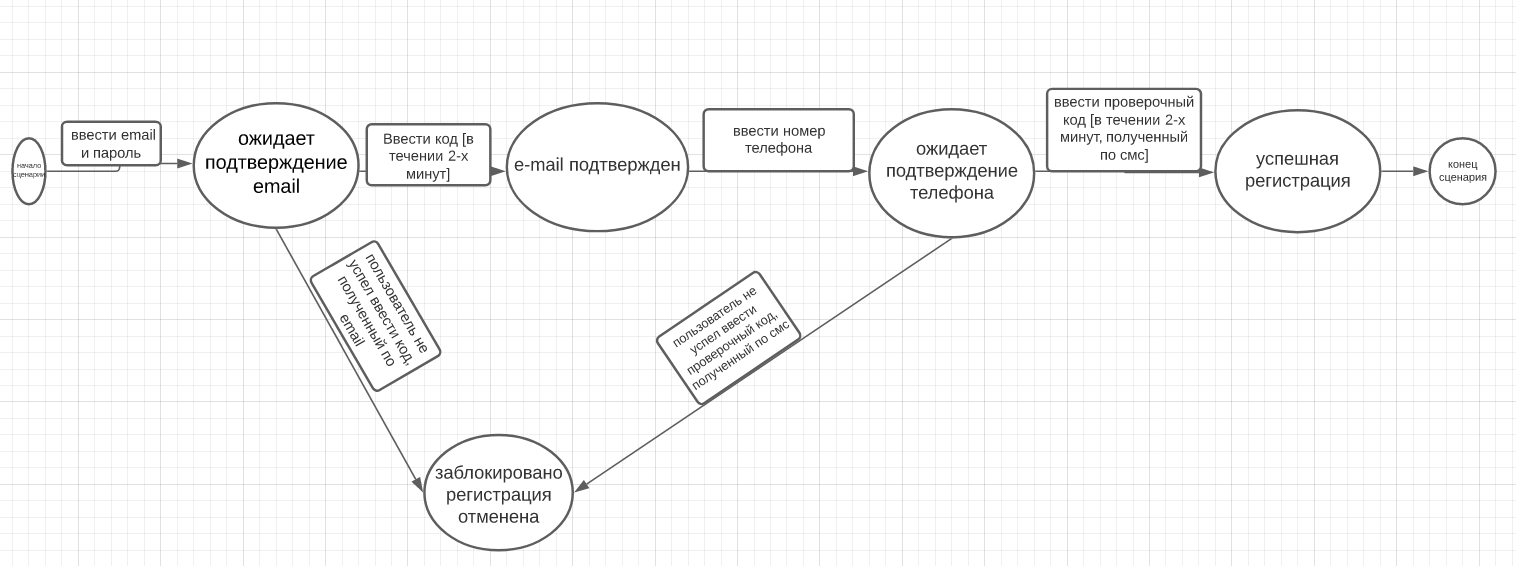 начало
сценарии
ввести email
и пароль
ожидает
подтверждение
email
Ввести код [в
течении 2-х
минут]
e-mail подтвержден
ввести номер
телефона
ожидает
подтверждение
телефона
ввести проверочный
код [в течении 2-х
минут, полученный
по смс]
успешная
регистрация
конец
сценария
пользователь не
успел ввести код,
полученный по
email
пользователь не
успел ввести
проверочный код,
полученный по смс
заблокировано
регистрация
отменена